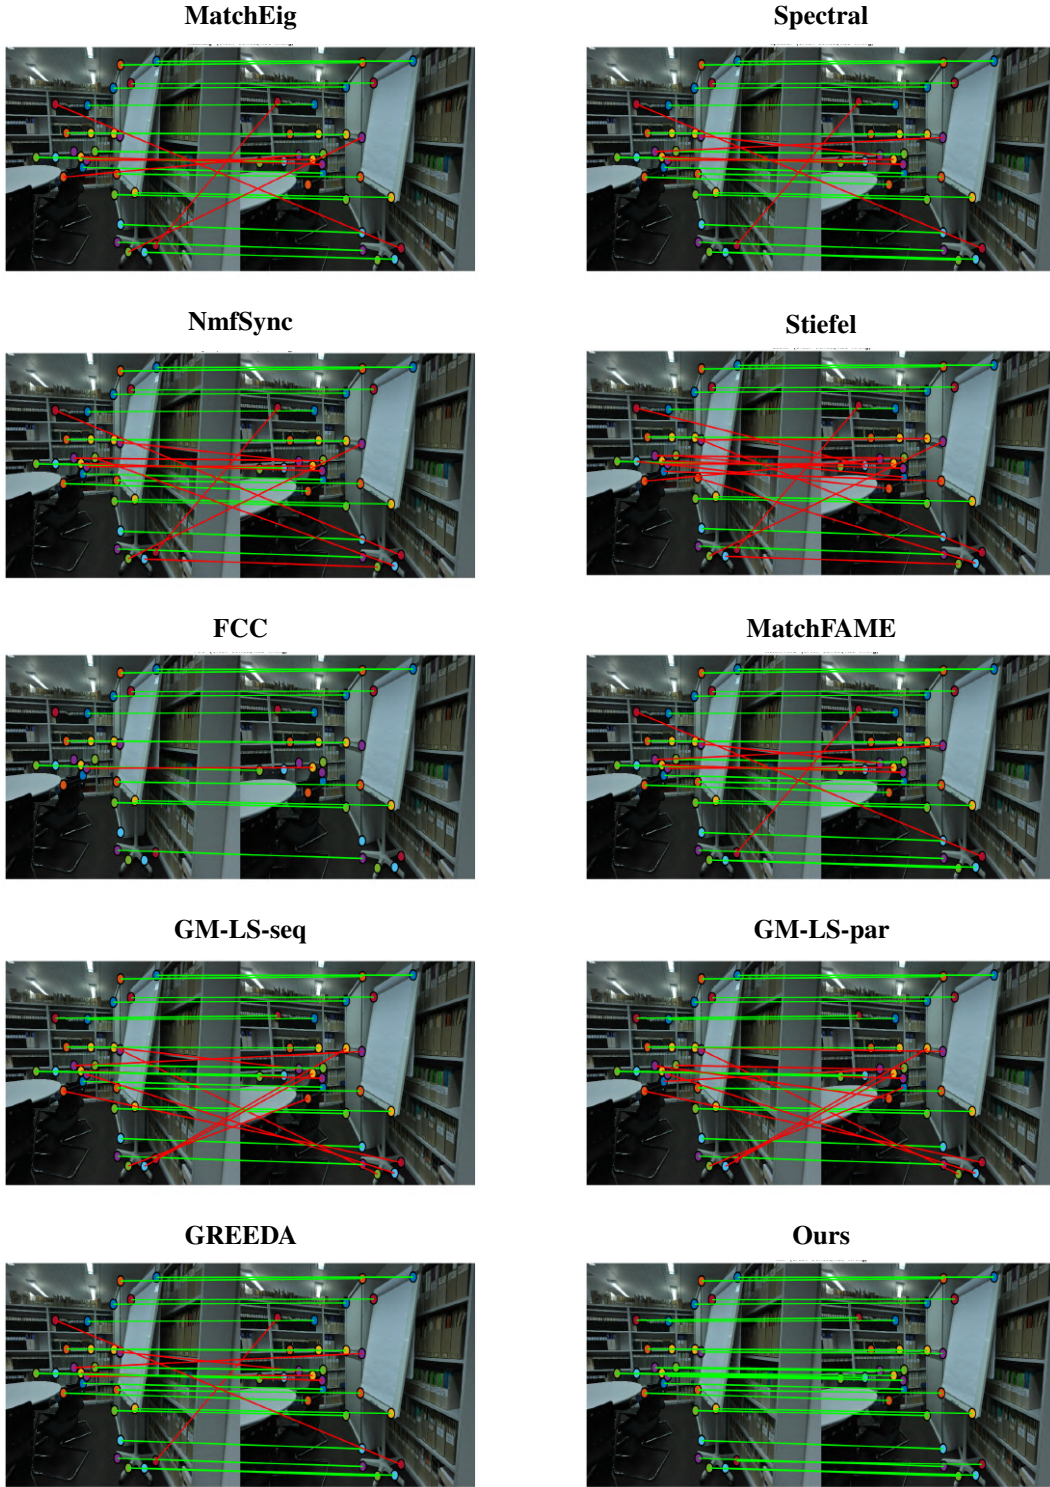 MatchEig
Spectral
NmfSync
Stiefel
FCC
MatchFAME
GM-LS-seq
GM-LS-par
GREEDA
Ours